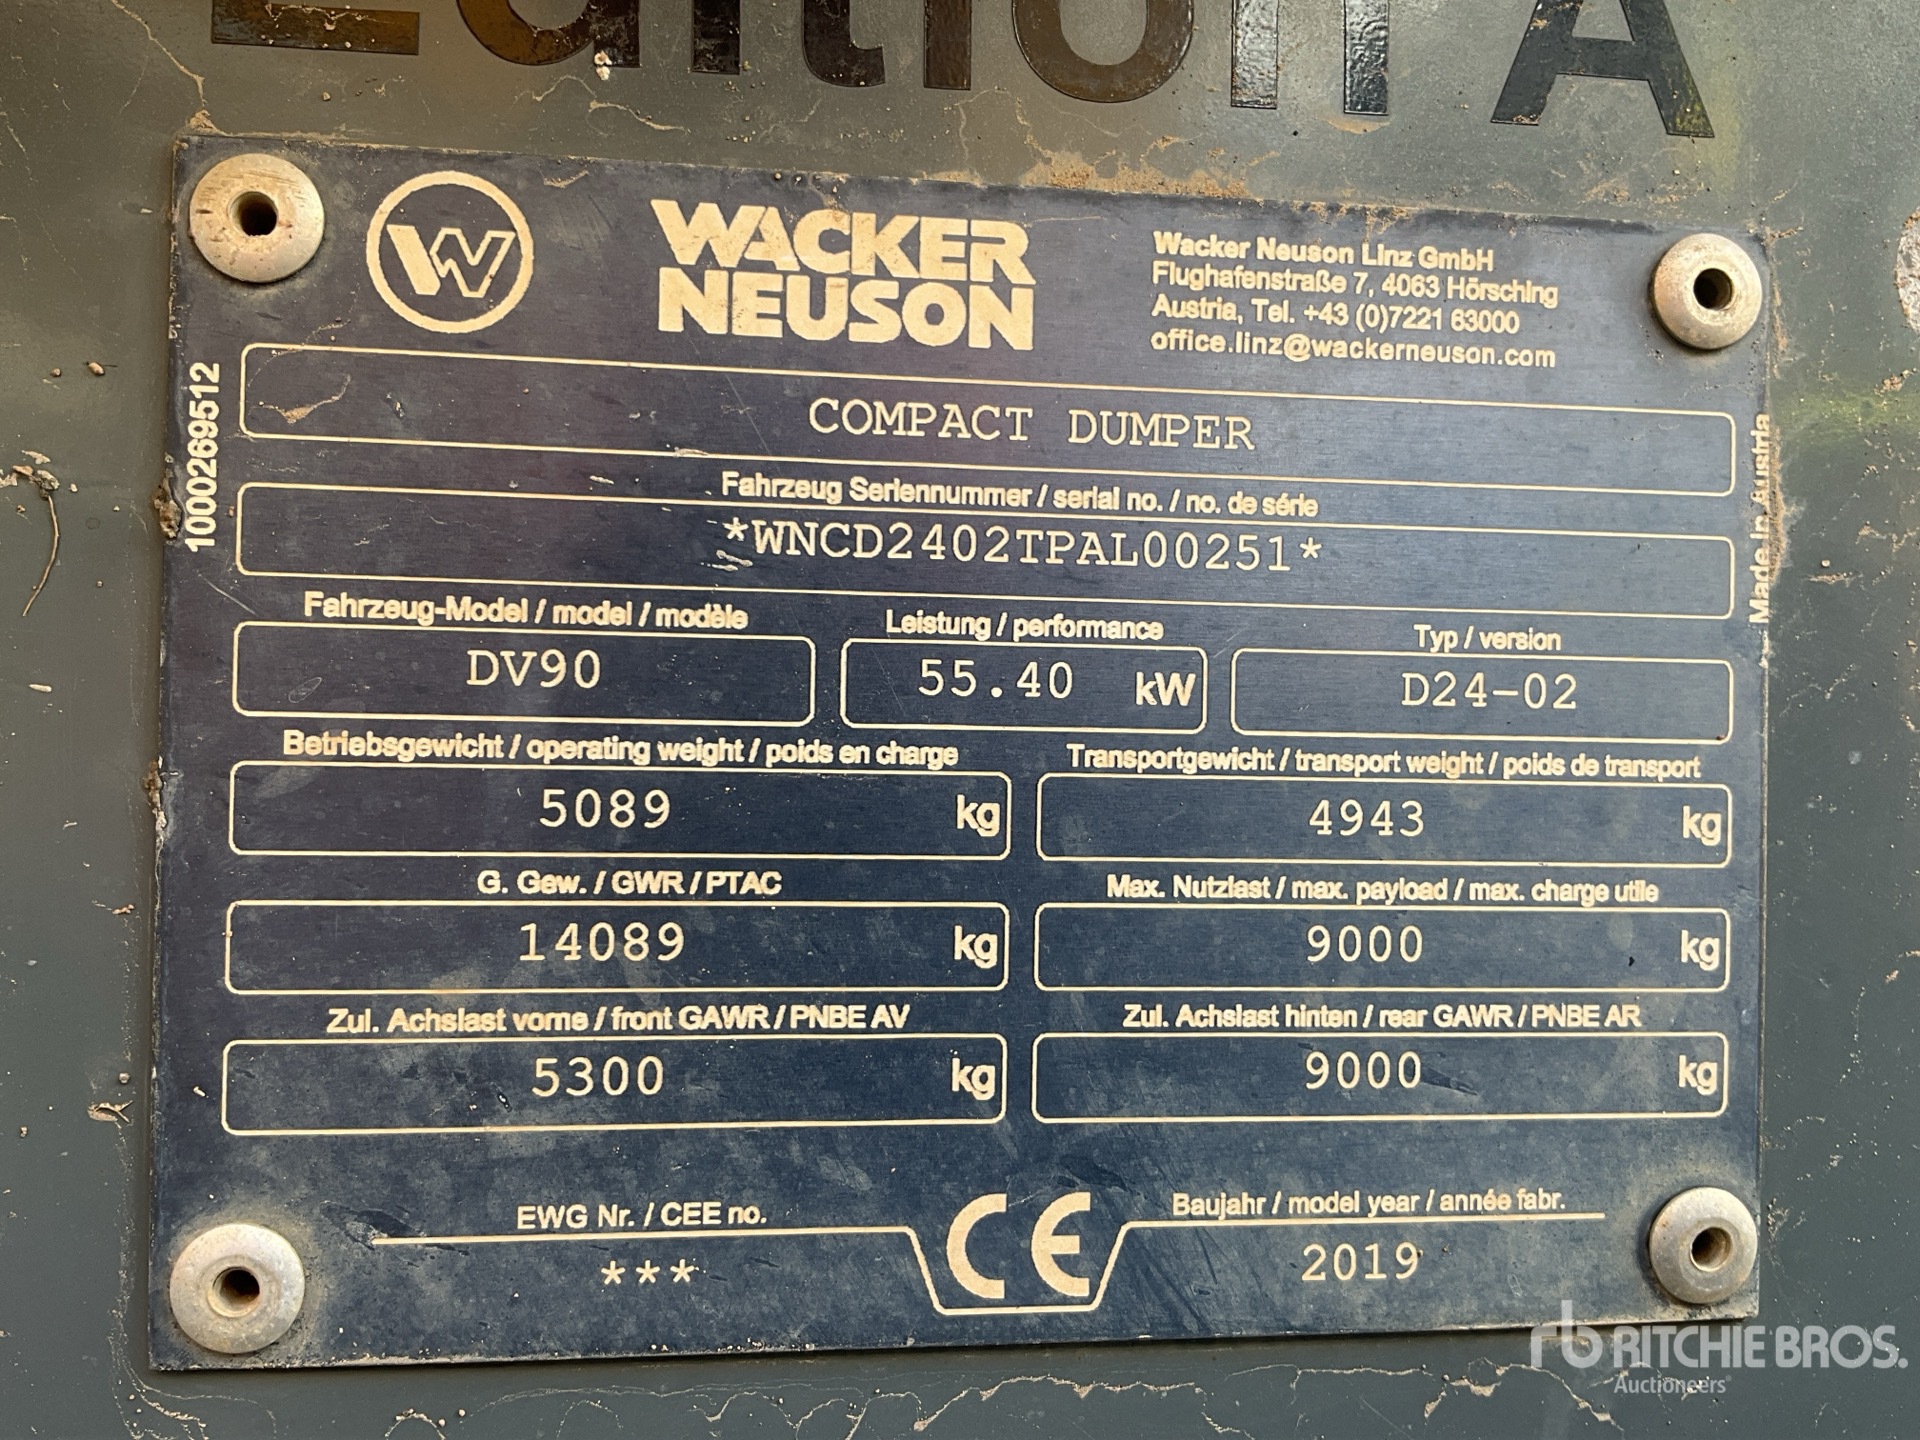 Edition A
WACKER
NEUSON
Wacker Neuson Linz GmbH
Flughafenstraße 7, 4063 Hörsching
Austria, Tel. +43 (0)7221 63000
office.linz@wackerneuson.com
1000269512
COMPACT DUMPER
Made in Austria
Fahrzeug Seriennummer / serial no. / no. de série
*WNCD2402TPAL00251*
Fahrzeug-Model / model / modèle
DV90
Leistung / performance
55.40 kW
Typ / version
D24-02
Betriebsgewicht / operating weight / poids en charge
5089 kg
Transportgewicht / transport weight / poids de transport
4943 kg
G. Gew. / GWR / PTAC
14089 kg
Max. Nutzlast / max. payload / max. charge utile
9000 kg
Zul. Achslast vorne / front GAWR / PNBE AV
5300 kg
Zul. Achslast hinten / rear GAWR / PNBE AR
9000 kg
EWG Nr. / CEE no.
***
CE
Baujahr / model year / année fabr.
2019
rb RITCHIE BROS.
Auctioneers